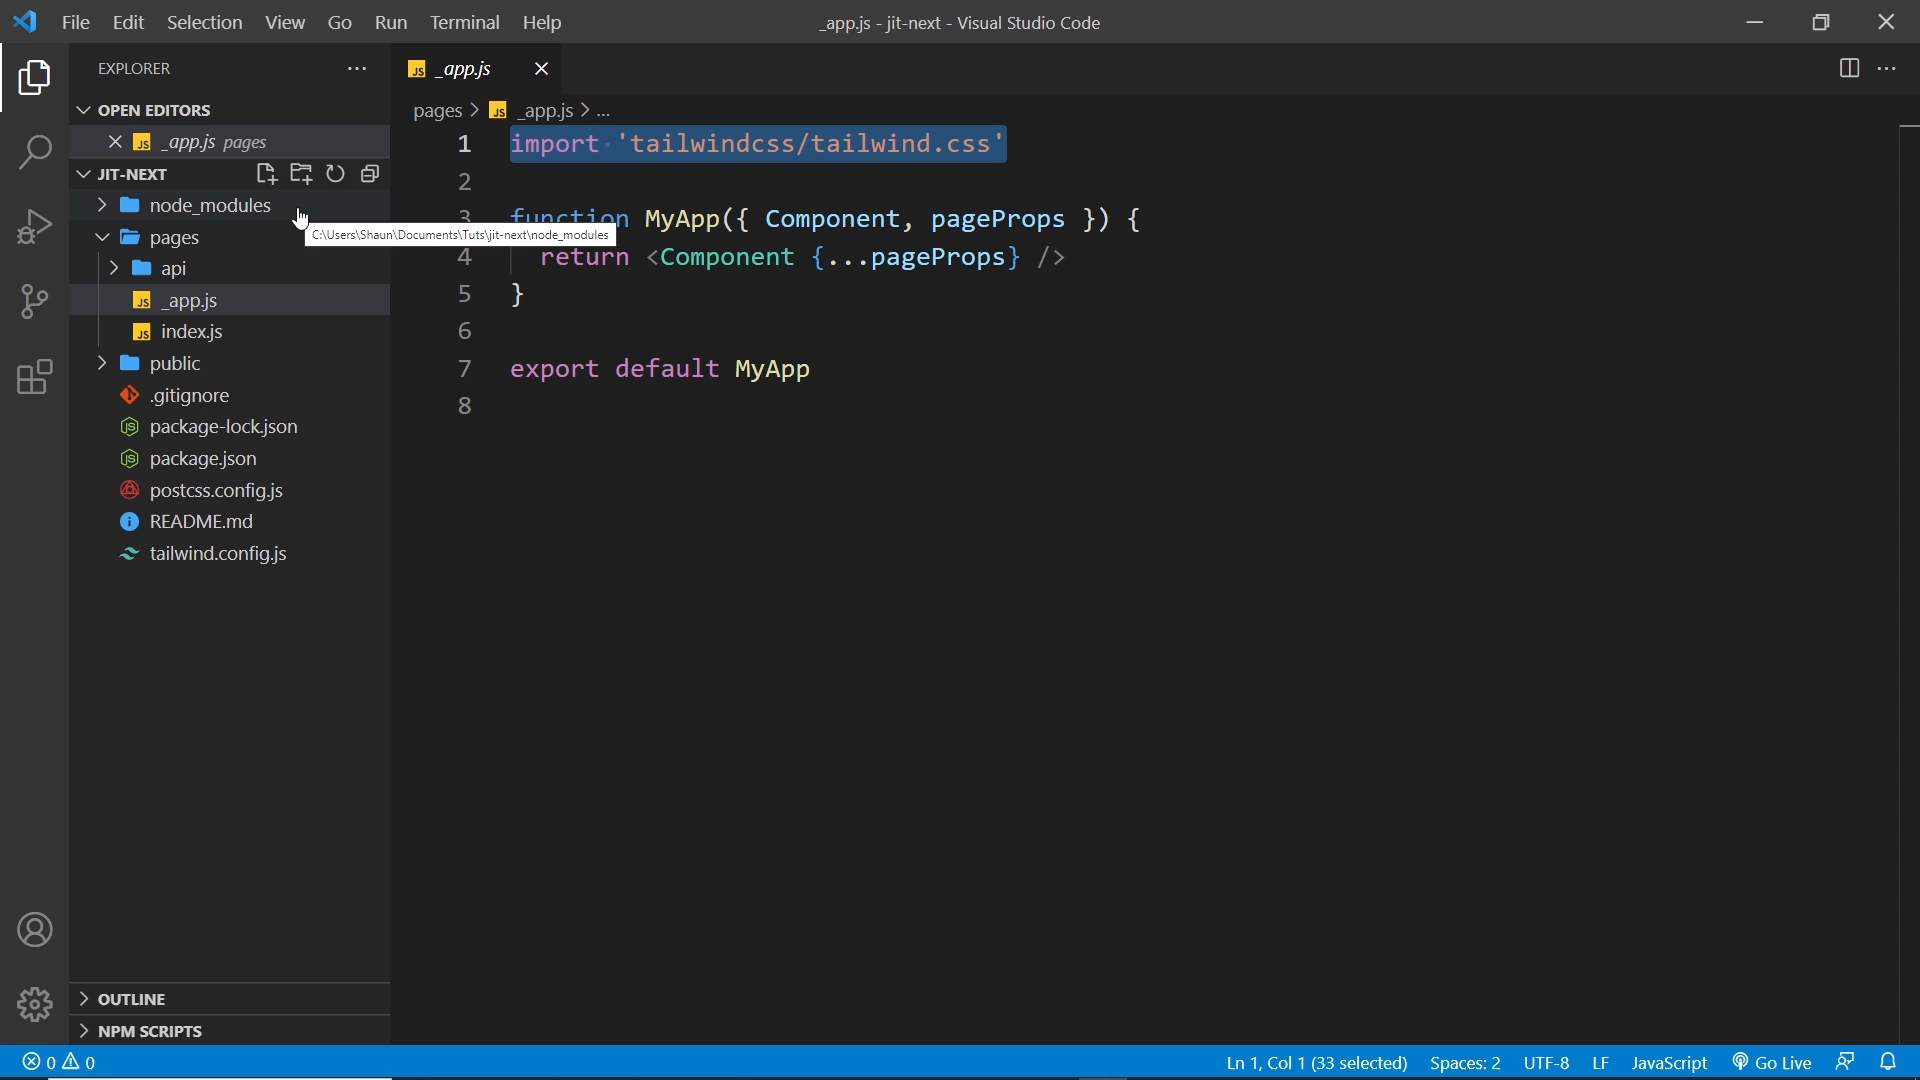 File Edit Selection View Go Run Terminal Help
_app.js - jit-next - Visual Studio Code
EXPLORER
OPEN EDITORS
_app.js pages
JIT-NEXT
node_modules
pages
api
_app.js
index.js
public
.gitignore
package-lock.json
package.json
postcss.config.js
README.md
tailwind.config.js
OUTLINE
NPM SCRIPTS
JS _app.js
pages > JS _app.js > ...
1 import 'tailwindcss/tailwind.css'
2
3 function MyApp({ Component, pageProps }) {
C:\Users\Shaun\Documents\Tuts\jit-next\node_modules
4 return <Component {...pageProps} />
5 }
6
7 export default MyApp
8
0 0
Ln 1, Col 1 (33 selected) Spaces: 2 UTF-8 LF JavaScript Go Live